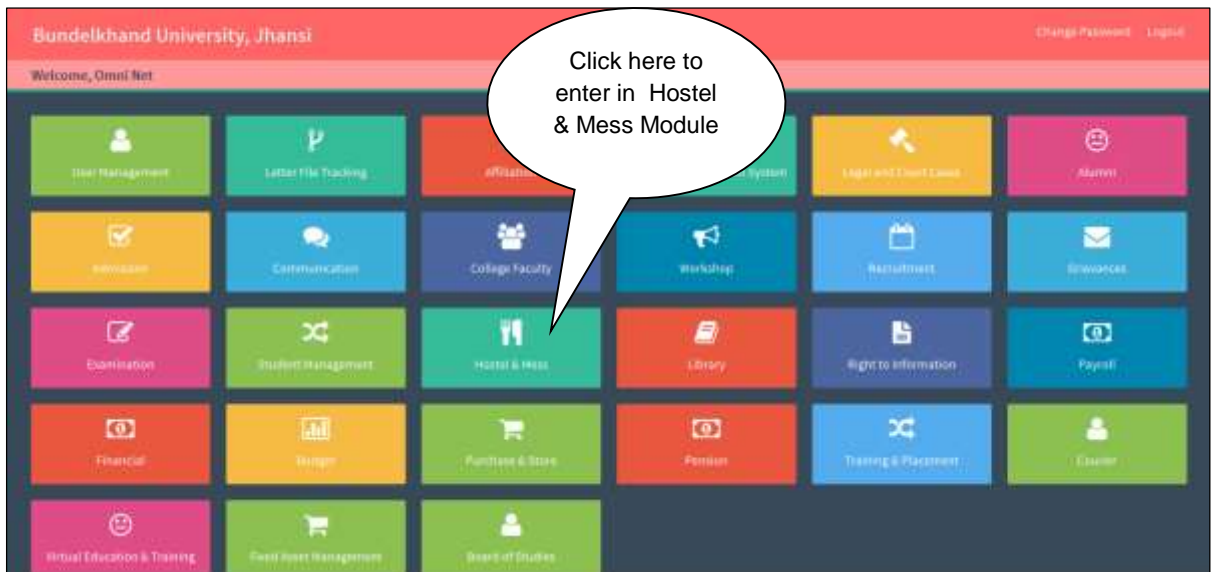 Bundelkhand University, Jhansi
Change Password Logout
Welcome, Omni Net
Click here to
enter in Hostel
& Mess Module
User Management
Letter File Tracking
System
Legal and Court Cases
Alumni
Admission
Communication
College Faculty
Workshop
Recruitment
Grievances
Examination
Student Management
Hostel & Mess
Library
Right to Information
Payroll
Financial
Budget
Purchase & Store
Pension
Training & Placement
Courier
Virtual Education & Training
Fixed Asset Management
Board of Studies